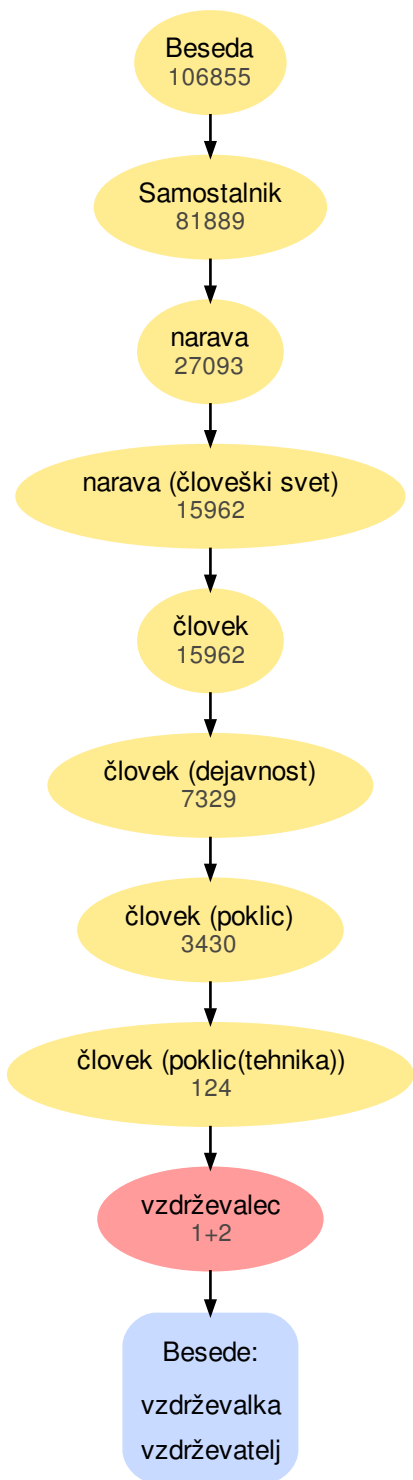 Beseda
106855
Samostalnik
81889
narava
27093
narava (človeški svet)
15962
človek
15962
človek (dejavnost)
7329
človek (poklic)
3430
človek (poklic(tehnika))
124
vzdrževalec
1+2
Besede:
vzdrževalka
vzdrževatelj